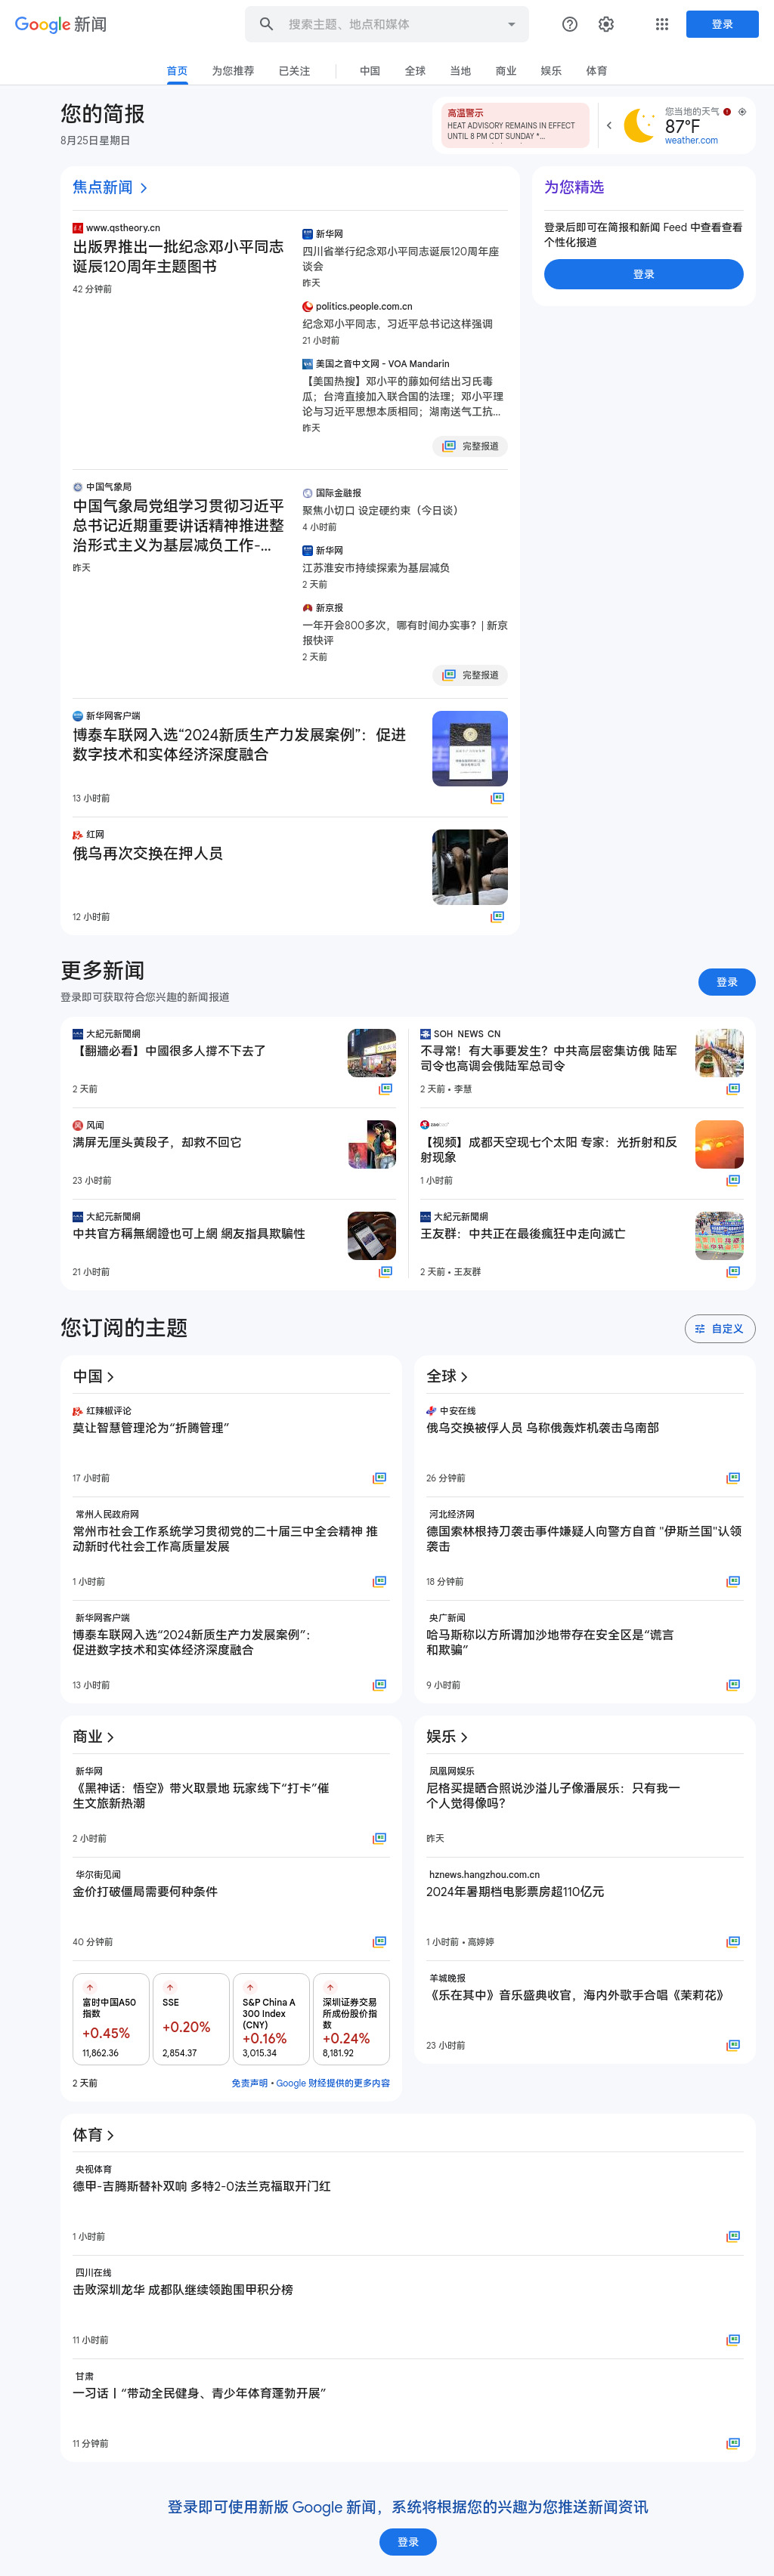 Google 新闻
搜索主题、地点和媒体
登录
首页
为您推荐
已关注
中国
全球
当地
商业
娱乐
体育
您的简报
8月25日星期日
高温警示
HEAT ADVISORY REMAINS IN EFFECT
UNTIL 8 PM CDT SUNDAY *...
您当地的天气
87°F
weather.com
焦点新闻
www.qstheory.cn
出版界推出一批纪念邓小平同志
诞辰120周年主题图书
42 分钟前
新华网
四川省举行纪念邓小平同志诞辰120周年座
谈会
昨天
politics.people.com.cn
纪念邓小平同志，习近平总书记这样强调
21 小时前
美国之音中文网 - VOA Mandarin
【美国热搜】邓小平的藤如何结出习氏毒
瓜；台湾直接加入联合国的法理；邓小平理
论与习近平思想本质相同；湖南送气工抗...
昨天
完整报道
为您精选
登录后即可在简报和新闻 Feed 中查看查看
个性化报道
登录
中国气象局
中国气象局党组学习贯彻习近平
总书记近期重要讲话精神推进整
治形式主义为基层减负工作-...
昨天
国际金融报
聚焦小切口 设定硬约束（今日谈）
4 小时前
新华网
江苏淮安市持续探索为基层减负
2 天前
新京报
一年开会800多次，哪有时间办实事？| 新京
报快评
2 天前
完整报道
新华网客户端
博泰车联网入选“2024新质生产力发展案例”：促进
数字技术和实体经济深度融合
13 小时前
红网
俄乌再次交换在押人员
12 小时前
更多新闻
登录即可获取符合您兴趣的新闻报道
登录
大紀元新聞網
【翻牆必看】中國很多人撐不下去了
2 天前
SOH NEWS CN
不寻常！有大事要发生？中共高层密集访俄 陆军
司令也高调会俄陆军总司令
2 天前 • 李慧
风闻
满屏无厘头黄段子，却救不回它
23 小时前
【视频】成都天空现七个太阳 专家：光折射和反
射现象
1 小时前
大紀元新聞網
中共官方稱無網證也可上網 網友指具欺騙性
21 小时前
大紀元新聞網
王友群：中共正在最後瘋狂中走向滅亡
2 天前 • 王友群
您订阅的主题
自定义
中国
红辣椒评论
莫让智慧管理沦为“折腾管理”
17 小时前
常州人民政府网
常州市社会工作系统学习贯彻党的二十届三中全会精神 推
动新时代社会工作高质量发展
1 小时前
新华网客户端
博泰车联网入选“2024新质生产力发展案例”：
促进数字技术和实体经济深度融合
13 小时前
全球
中安在线
俄乌交换被俘人员 乌称俄轰炸机袭击乌南部
26 分钟前
河北经济网
德国索林根持刀袭击事件嫌疑人向警方自首 "伊斯兰国"认领
袭击
18 分钟前
央广新闻
哈马斯称以方所谓加沙地带存在安全区是“谎言
和欺骗”
9 小时前
商业
新华网
《黑神话：悟空》带火取景地 玩家线下“打卡”催
生文旅新热潮
2 小时前
华尔街见闻
金价打破僵局需要何种条件
40 分钟前
富时中国A50
指数
+0.45%
11,862.36
SSE
+0.20%
2,854.37
S&P China A
300 Index
(CNY)
+0.16%
3,015.34
深圳证券交易
所成份股价指
数
+0.24%
8,181.92
2 天前
免责声明 • Google 财经提供的更多内容
娱乐
凤凰网娱乐
尼格买提晒合照说沙溢儿子像潘展乐：只有我一
个人觉得像吗？
昨天
hznews.hangzhou.com.cn
2024年暑期档电影票房超110亿元
1 小时前 • 高婷婷
羊城晚报
《乐在其中》音乐盛典收官，海内外歌手合唱《茉莉花》
23 小时前
体育
央视体育
德甲-吉腾斯替补双响 多特2-0法兰克福取开门红
1 小时前
四川在线
击败深圳龙华 成都队继续领跑围甲积分榜
11 小时前
甘肃
一习话丨“带动全民健身、青少年体育蓬勃开展”
11 分钟前
登录即可使用新版 Google 新闻，系统将根据您的兴趣为您推送新闻资讯
登录